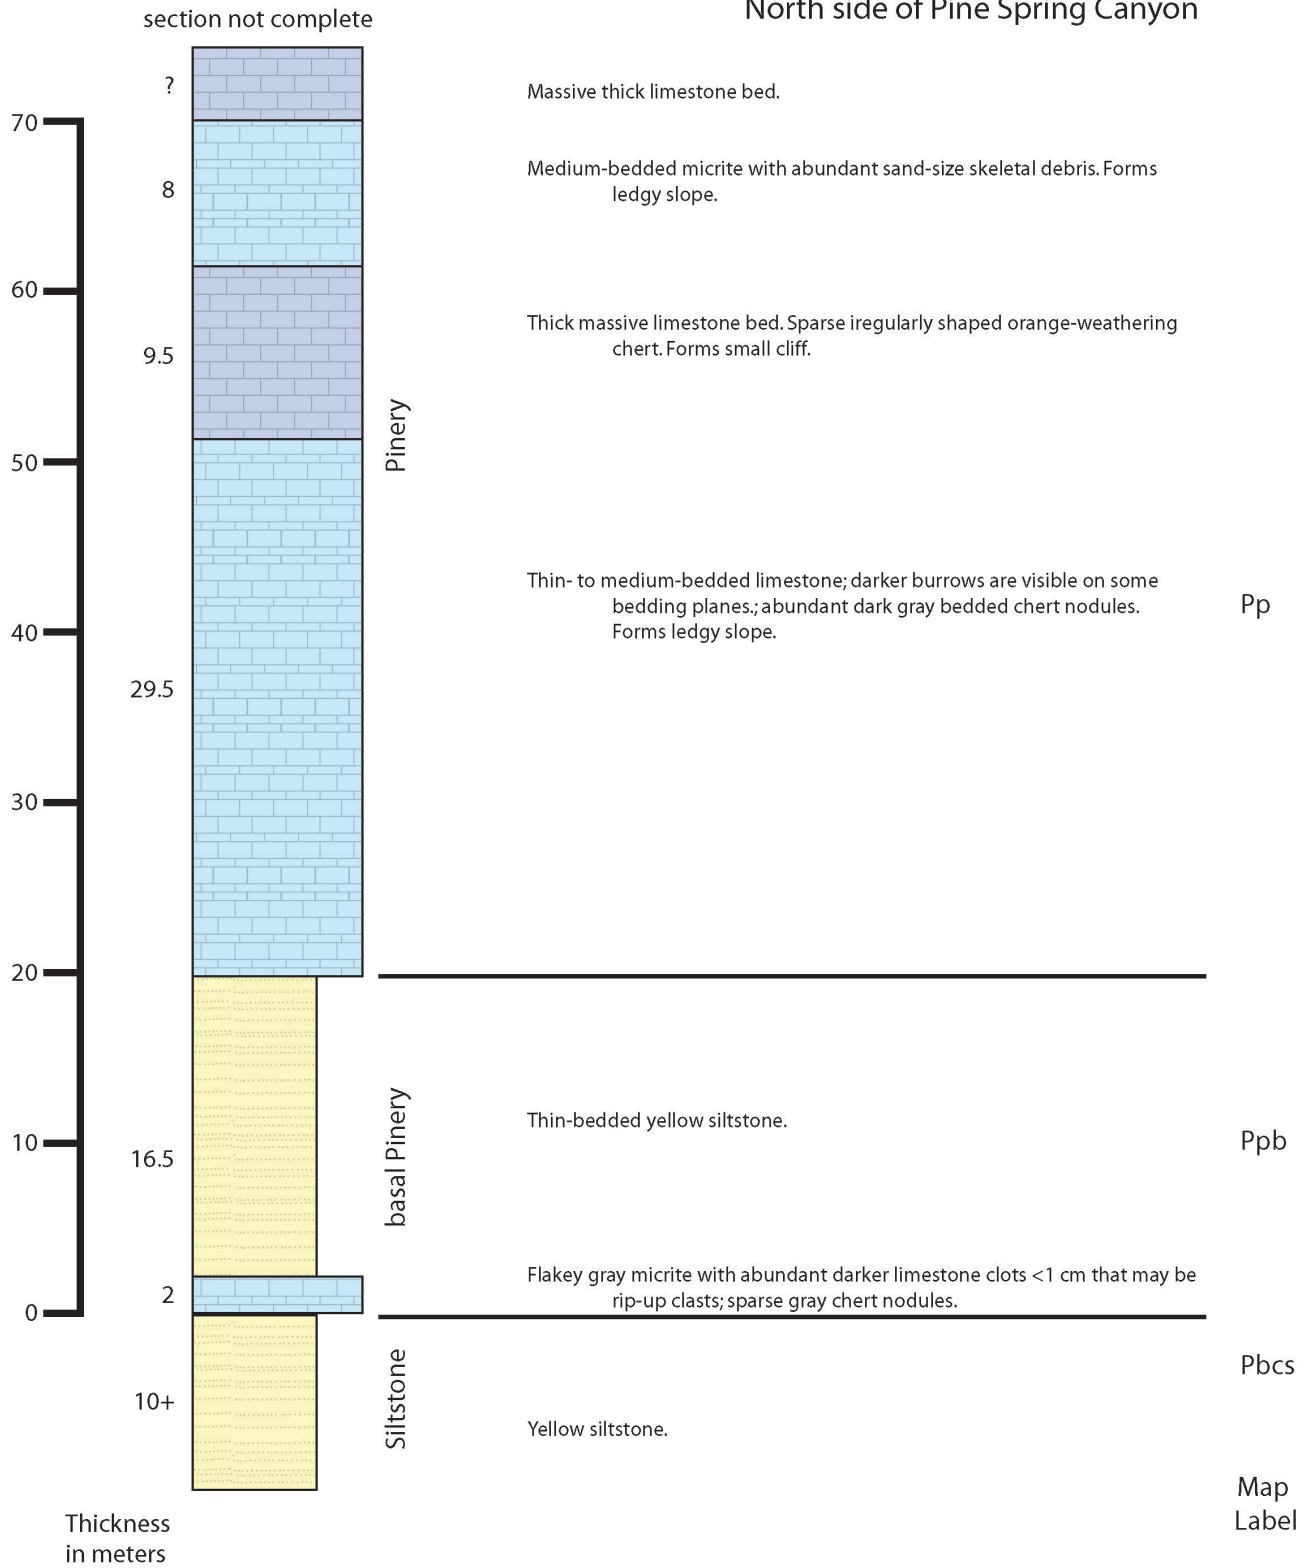 North side of Pine Spring Canyon
section not complete
?
Massive thick limestone bed.
70
Medium-bedded micrite with abundant sand-size skeletal debris. Forms
ledgy slope.
8
60
Thick massive limestone bed. Sparse iregularly shaped orange-weathering
chert. Forms small cliff.
9.5
Pinery
50
Thin- to medium-bedded limestone; darker burrows are visible on some
bedding planes.; abundant dark gray bedded chert nodules.
Forms ledgy slope.
Pp
40
29.5
30
20
Thin-bedded yellow siltstone.
10
Ppb
16.5
basal Pinery
Flakey gray micrite with abundant darker limestone clots <1 cm that may be
rip-up clasts; sparse gray chert nodules.
2
0
Pbcs
10+
Siltstone
Yellow siltstone.
Map
Label
Thickness
in meters